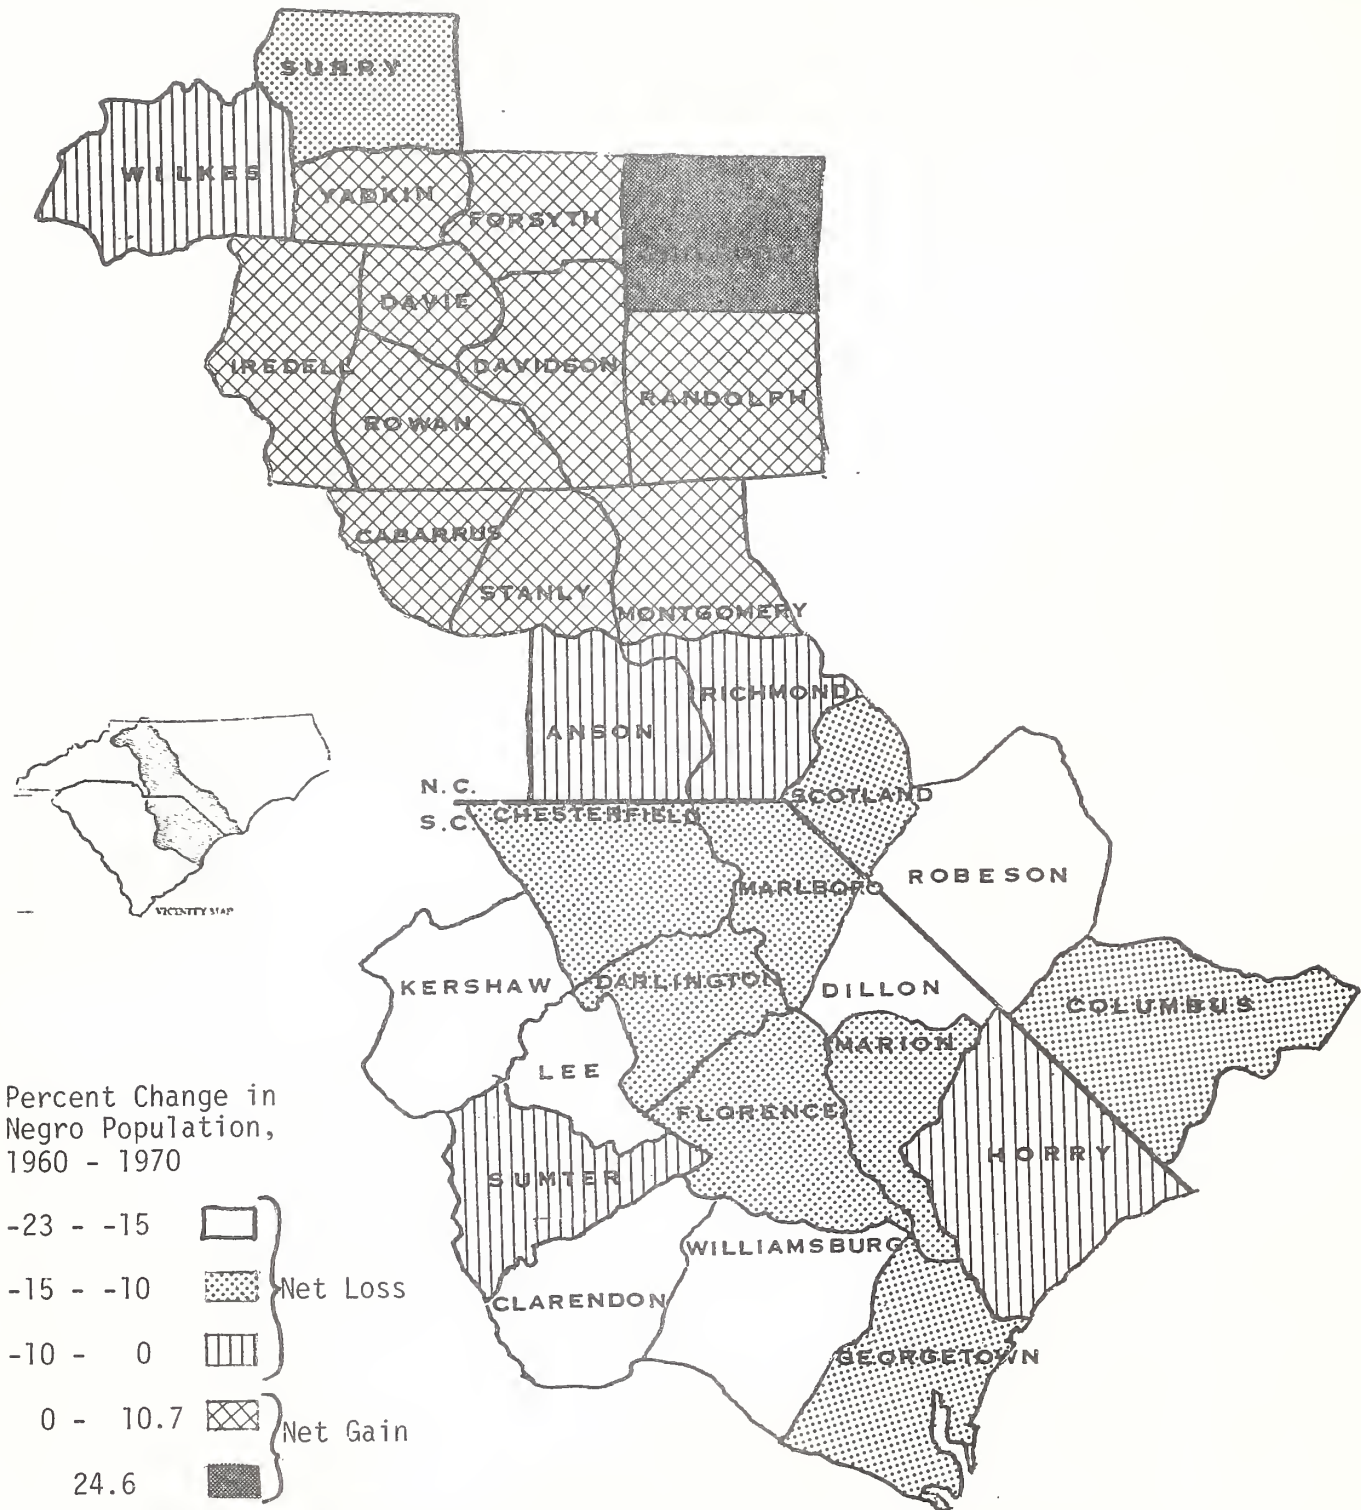 SURRY
WILKES
YADKIN
FORSYTH
DAVIE
IREDELL
DAVIDSON
RANDOLPH
ROWAN
CABARRUS
STANLY
MONTGOMERY
RICHMOND
ANSON
N.C.
S.C.
SCOTLAND
CHESTERFIELD
MARLBORO
ROBESON
VICINITY MAP
KERSHAW
DARLINGTON
DILLON
COLUMBUS
MARION
LEE
FLORENCE
HORRY
SUMTER
WILLIAMSBURG
CLARENDON
GEORGETOWN
Percent Change in
Negro Population,
1960 - 1970
-23 - -15
-15 - -10
Net Loss
-10 - 0
0 - 10.7
Net Gain
24.6